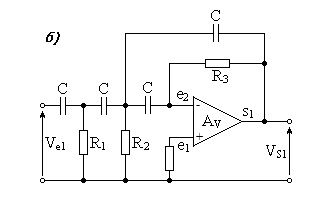 б)
C
C C C
R3
e2
s1
- AV
+
Ve1 R1 R2 e1 VS1